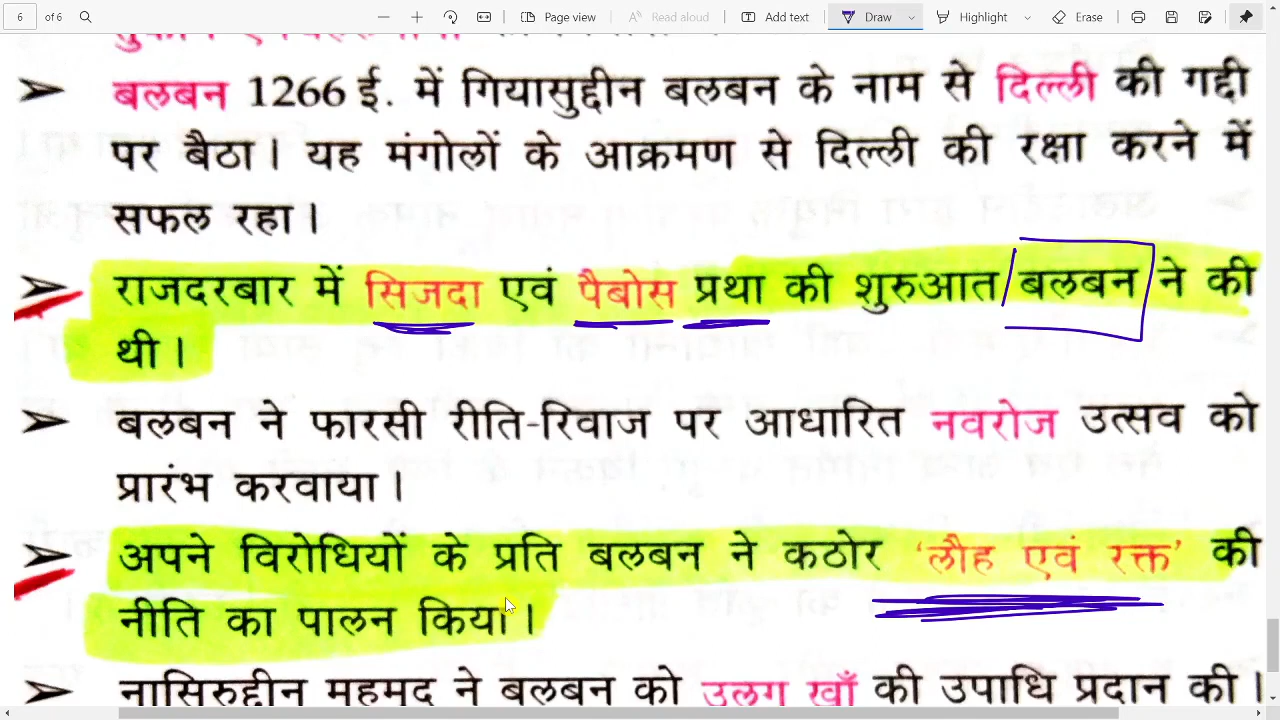 6 of 6 Page view Read aloud Add text Draw Highlight Erase
बलबन 1266 ई. में गियासुद्दीन बलबन के नाम से दिल्ली की गद्दी
पर बैठा। यह मंगोलों के आक्रमण से दिल्ली की रक्षा करने में
सफल रहा।
राजदरबार में सिजदा एवं पैबोस प्रथा की शुरुआत बलबन ने की
थी।
बलबन ने फारसी रीति-रिवाज पर आधारित नवरोज उत्सव को
प्रारंभ करवाया।
अपने विरोधियों के प्रति बलबन ने कठोर 'लौह एवं रक्त' की
नीति का पालन किया।
नासिरुद्दीन महमूद ने बलबन को उलूग खाँ की उपाधि प्रदान की।